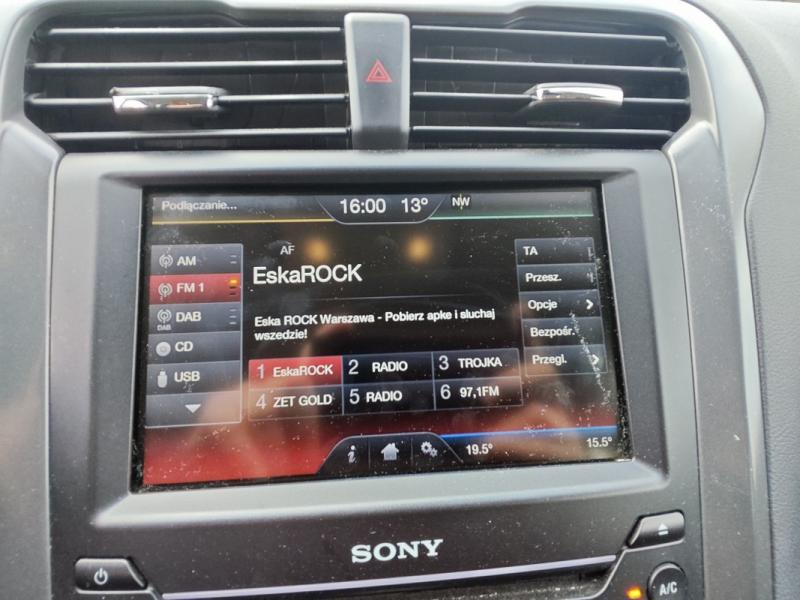 Podłączanie... 16:00 13° NW
AM
FM 1
DAB
DAB
CD
USB
AF
EskaROCK
Eska ROCK Warszawa - Pobierz apke i sluchaj
wszedzie!
1 EskaROCK 2 RADIO 3 TROJKA
4 ZET GOLD 5 RADIO 6 97,1FM
TA
Przesz.
Opcje
Bezpośr.
Przegl.
i 19.5° 15.5°
SONY
A/C